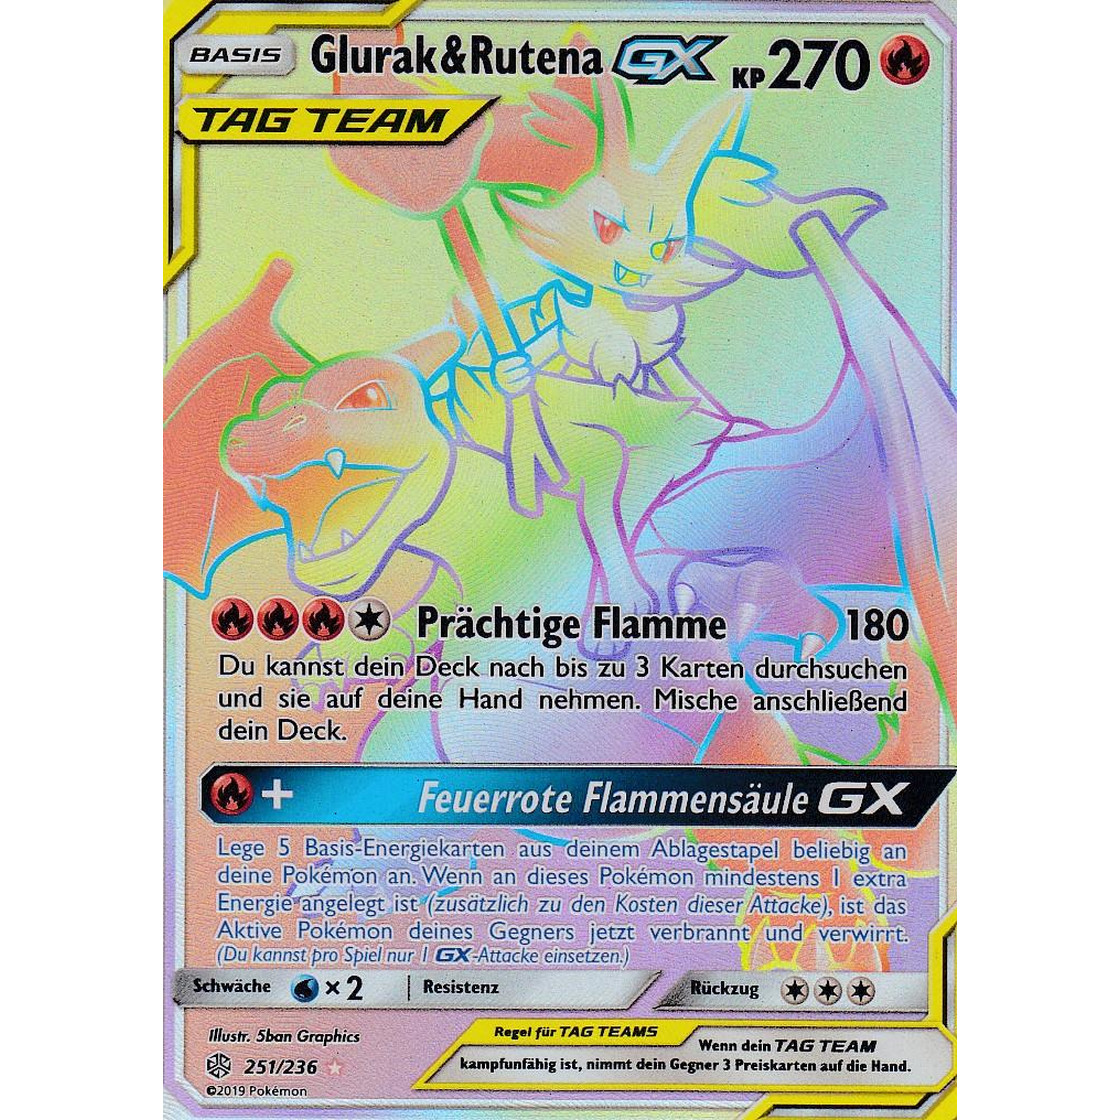 BASIS Glurak&Rutena GX KP270
TAG TEAM
Prächtige Flamme 180
Du kannst dein Deck nach bis zu 3 Karten durchsuchen
und sie auf deine Hand nehmen. Mische anschließend
dein Deck.
+ Feuerrote Flammensäule GX
Lege 5 Basis-Energiekarten aus deinem Ablagestapel beliebig an
deine Pokémon an. Wenn an dieses Pokémon mindestens 1 extra
Energie angelegt ist (zusätzlich zu den Kosten dieser Attacke), ist das
Aktive Pokémon deines Gegners jetzt verbrannt und verwirrt.
(Du kannst pro Spiel nur 1 GX-Attacke einsetzen.)
Schwäche ×2 Resistenz Rückzug
Illustr. 5ban Graphics
251/236
©2019 Pokémon
Regel für TAG TEAMS
Wenn dein TAG TEAM
kampfunfähig ist, nimmt dein Gegner 3 Preiskarten auf die Hand.